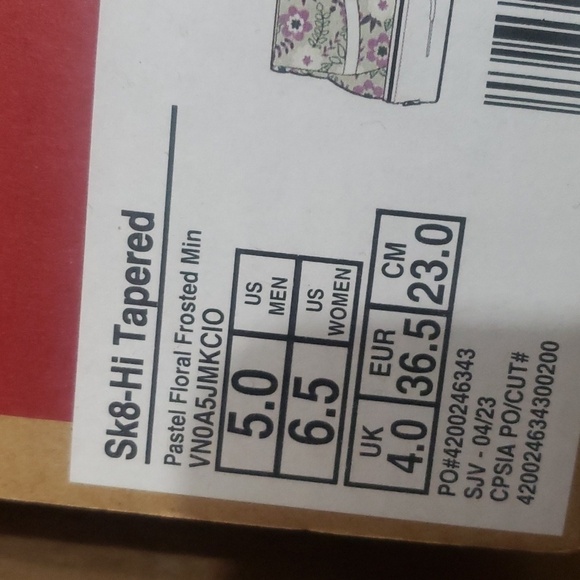 Sk8-Hi Tapered
Pastel Floral Frosted Min
VN0A5JMKCIO
5.0 US MEN
6.5 US WOMEN
UK EUR CM
4.0 36.5 23.0
PO#4200246343
SJV - 04/23
CPSIA PO/CUT#
420024634300200